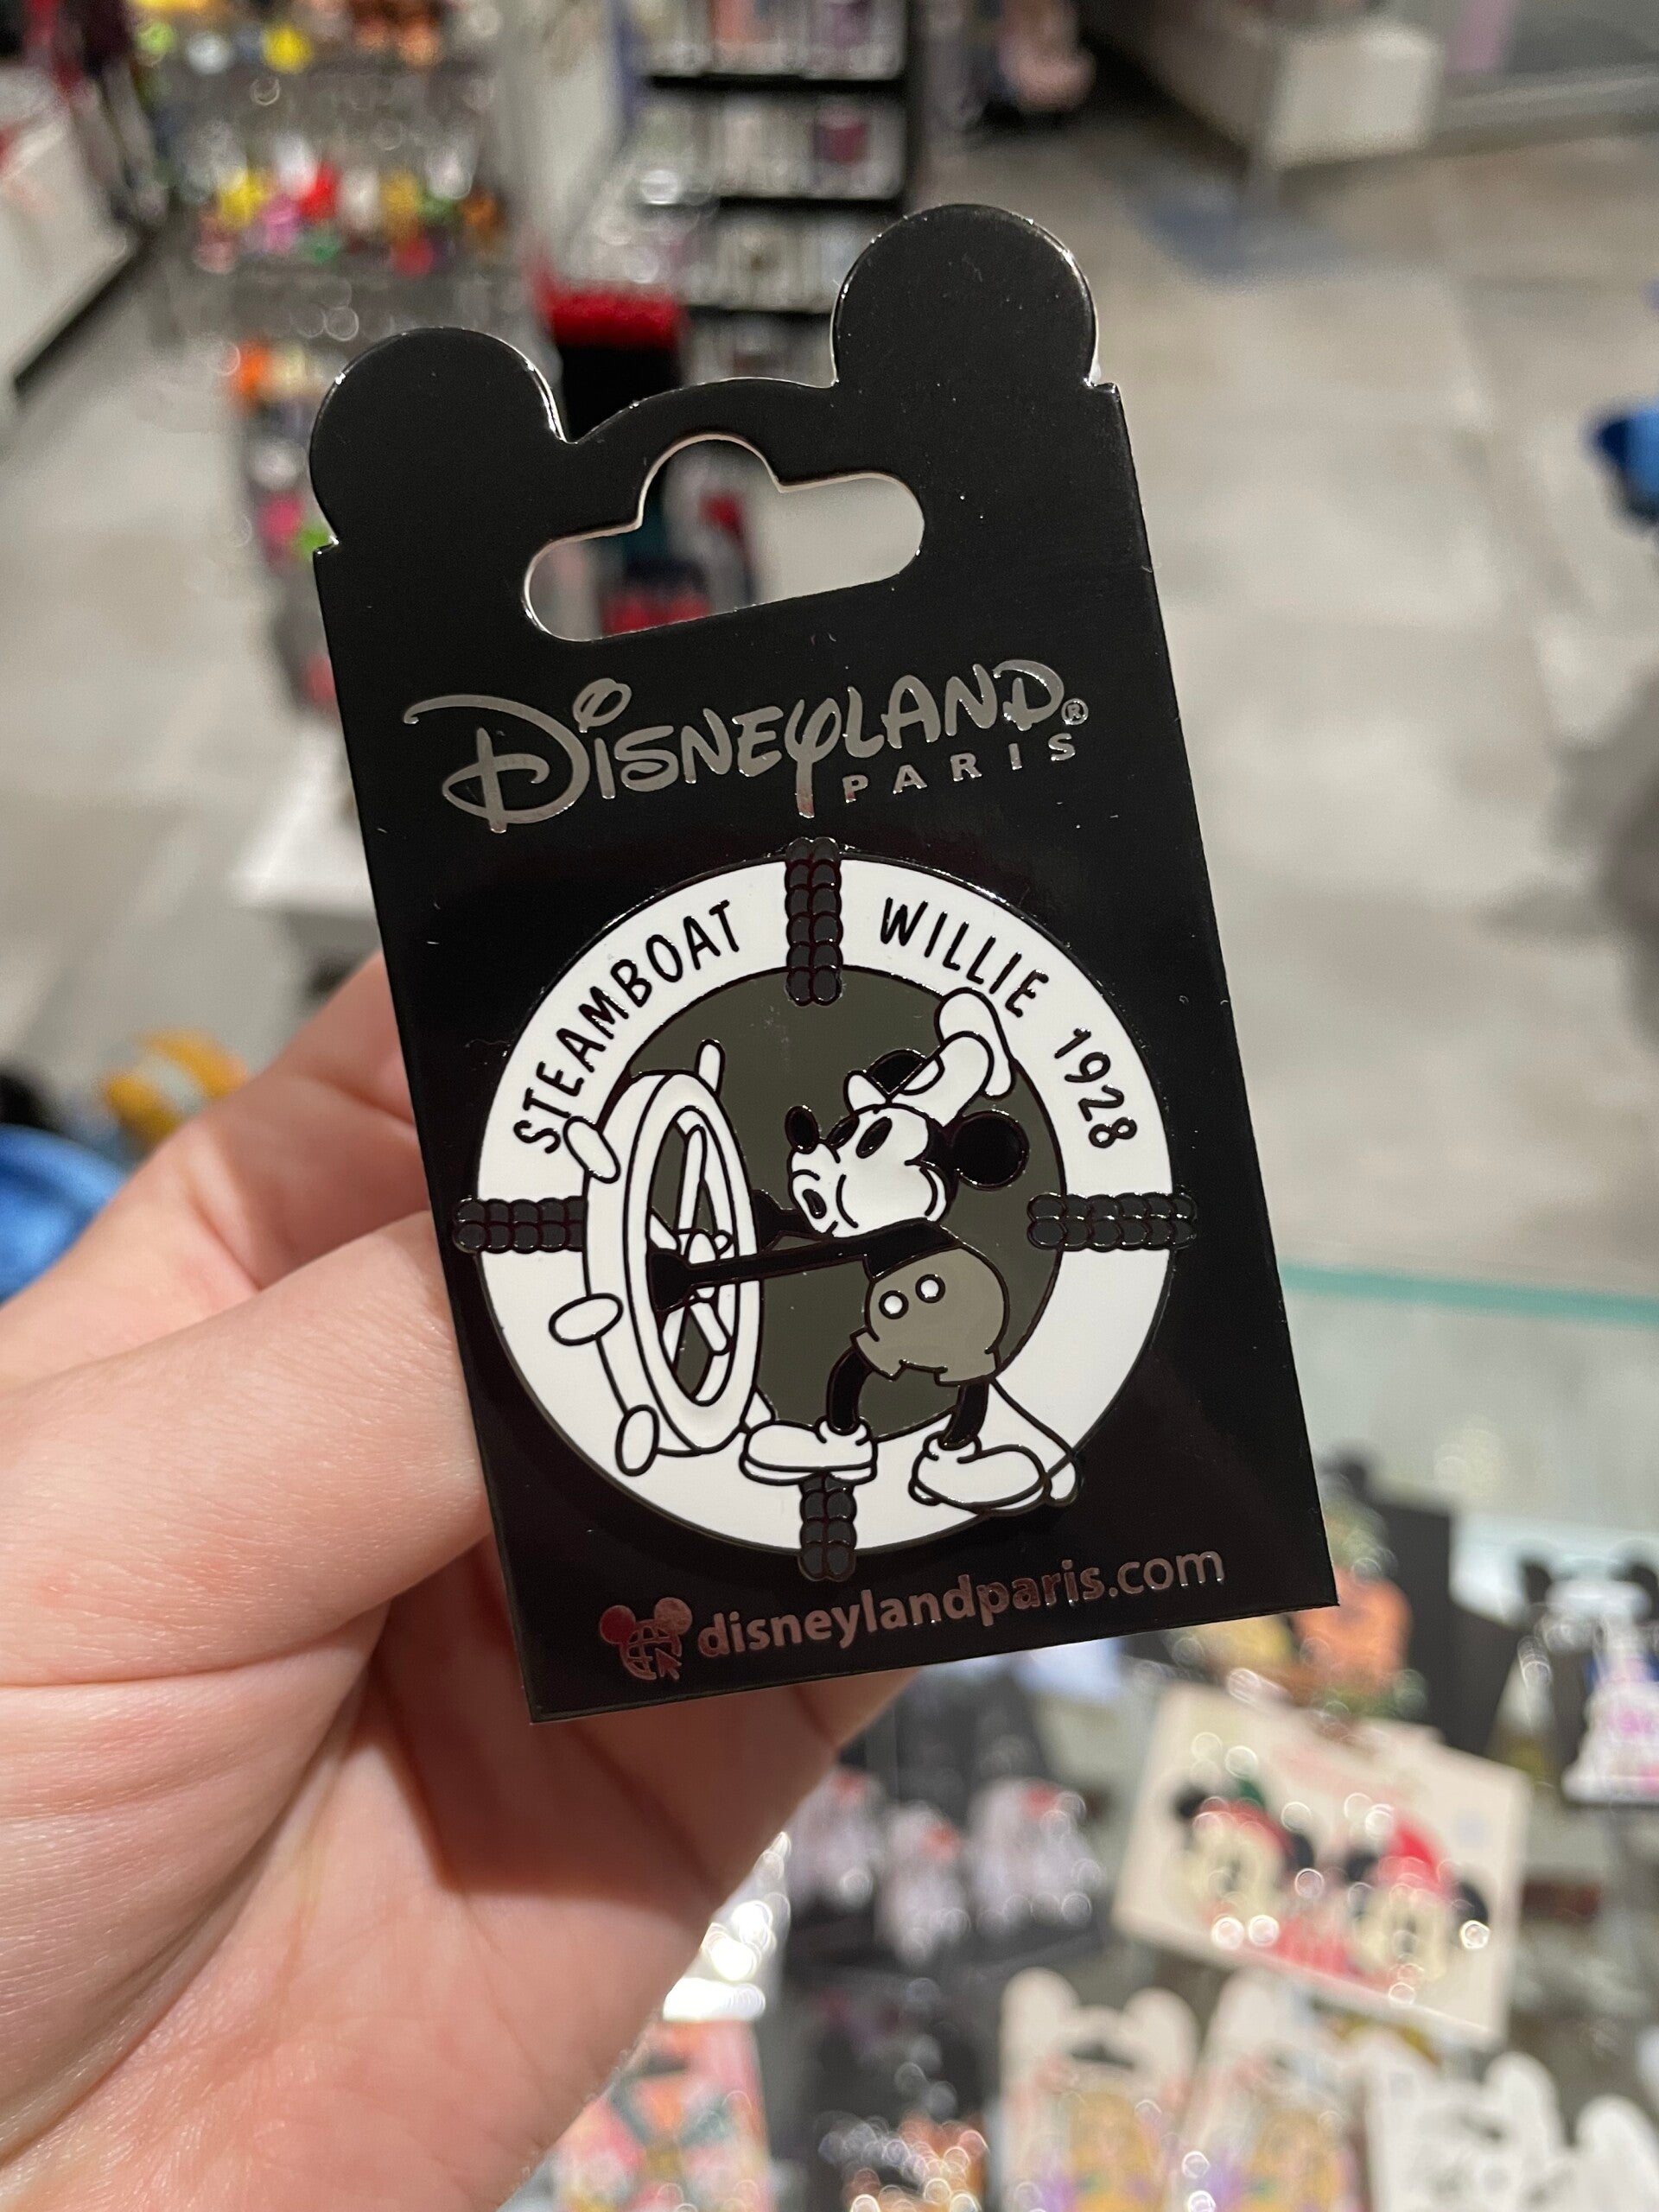 DISNEYLAND®
PARIS
STEAMBOAT WILLIE 1928
disneylandparis.com